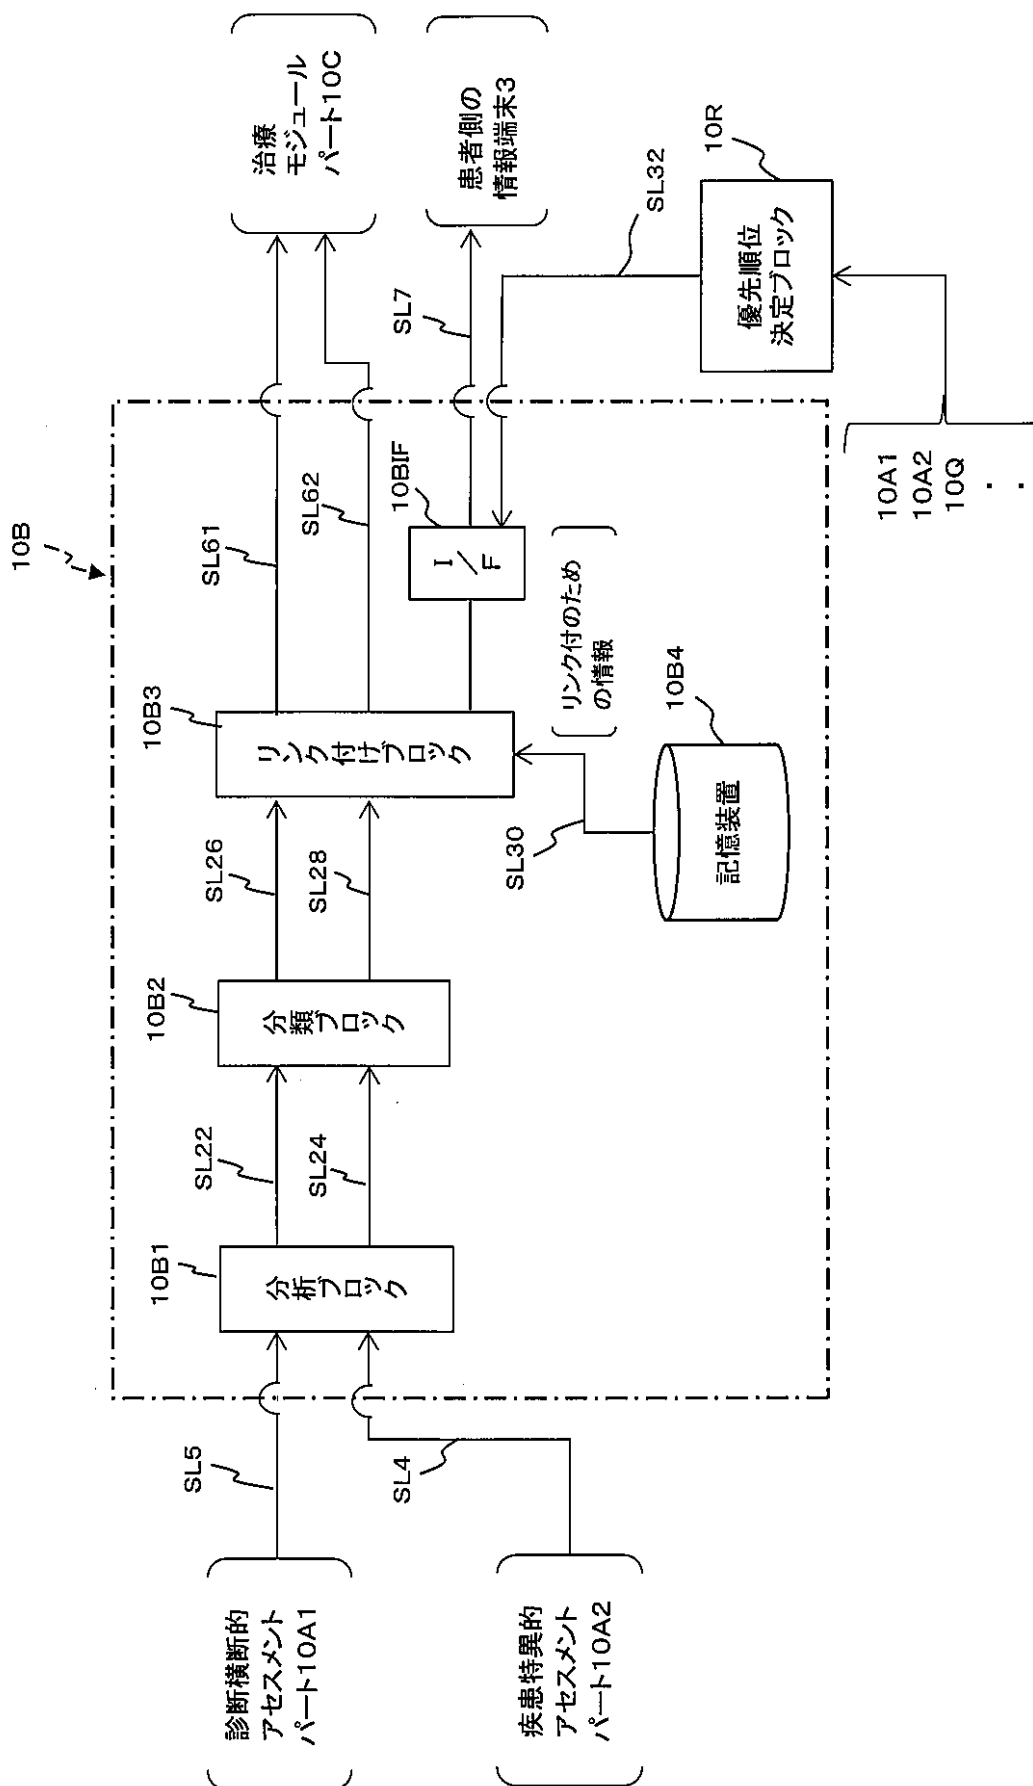 10B
診断横断的
アセスメント
パート10A1
疾患特異的
アセスメント
パート10A2
SL5
SL4
10B1
分析ブロック
SL22
SL24
10B2
分類ブロック
SL26
SL28
10B3
リンク付けブロック
SL30
10B4
記憶装置
リンク付のため
の情報
10BIF
I/F
SL61
SL62
SL7
SL32
治療
モジュール
パート10C
患者側の
情報端末3
10R
優先順位
決定ブロック
10A1
10A2
10Q
・
・